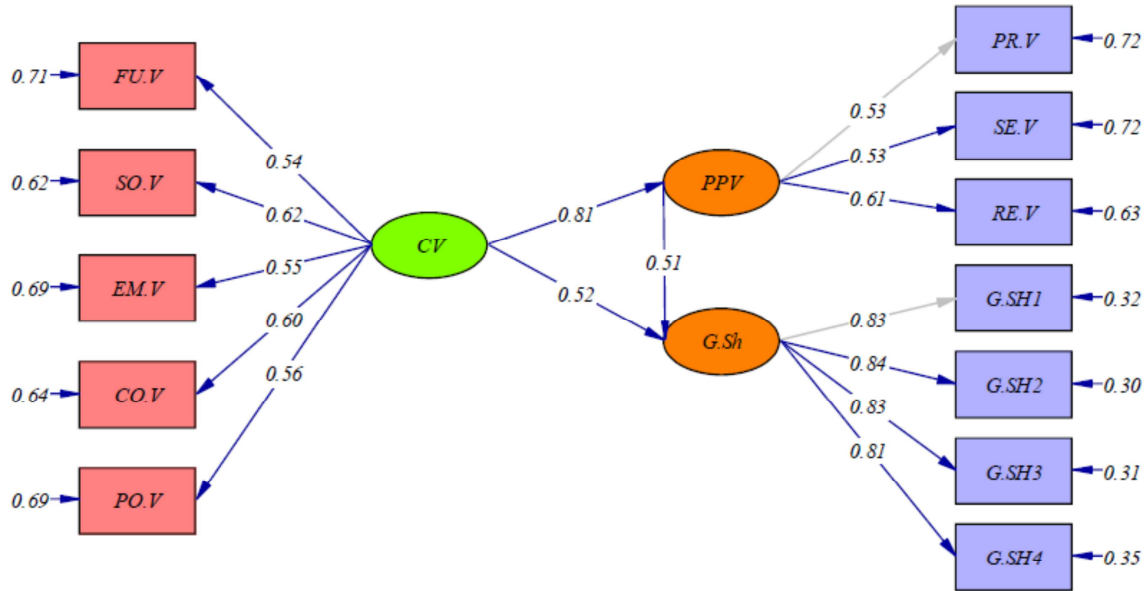 0.71
FU.V
0.62
SO.V
0.69
EM.V
0.64
CO.V
0.69
PO.V
0.54
0.62
0.55
0.60
0.56
CV
0.81
0.52
PPV
0.51
G.Sh
0.53
0.53
0.61
0.83
0.84
0.83
0.81
PR.V
0.72
SE.V
0.72
RE.V
0.63
G.SH1
0.32
G.SH2
0.30
G.SH3
0.31
G.SH4
0.35